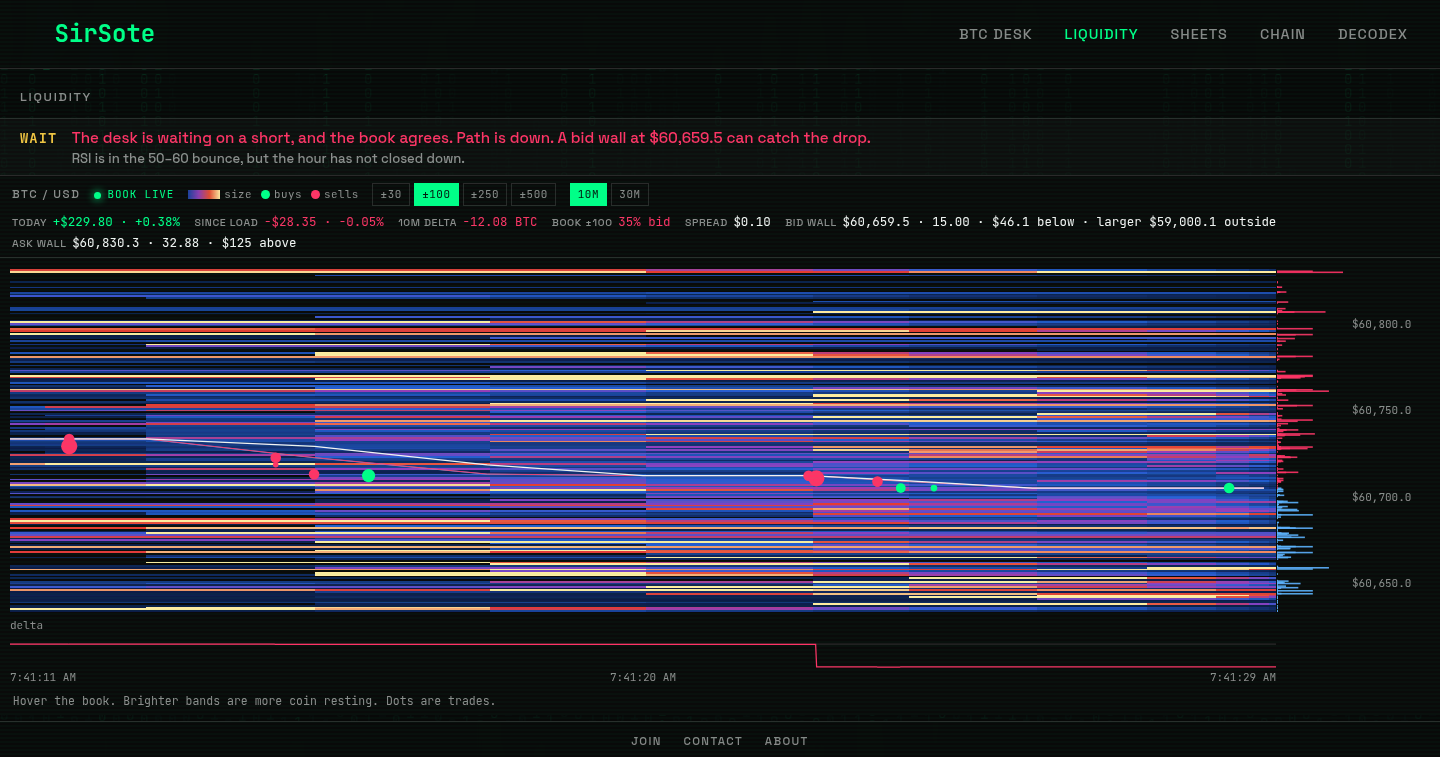 SirSote
BTC DESK LIQUIDITY SHEETS CHAIN DECODEX
LIQUIDITY
WAIT The desk is waiting on a short, and the book agrees. Path is down. A bid wall at $60,659.5 can catch the drop.
RSI is in the 50–60 bounce, but the hour has not closed down.
BTC / USD BOOK LIVE size buys sells ±30 ±100 ±250 ±500 10M 30M
TODAY +$229.80 · +0.38% SINCE LOAD -$28.35 · -0.05% 10M DELTA -12.08 BTC BOOK ±100 35% bid SPREAD $0.10 BID WALL $60,659.5 · 15.00 · $46.1 below · larger $59,000.1 outside
ASK WALL $60,830.3 · 32.88 · $125 above
$60,800.0
$60,750.0
$60,700.0
$60,650.0
delta
7:41:11 AM 7:41:20 AM 7:41:29 AM
Hover the book. Brighter bands are more coin resting. Dots are trades.
JOIN CONTACT ABOUT